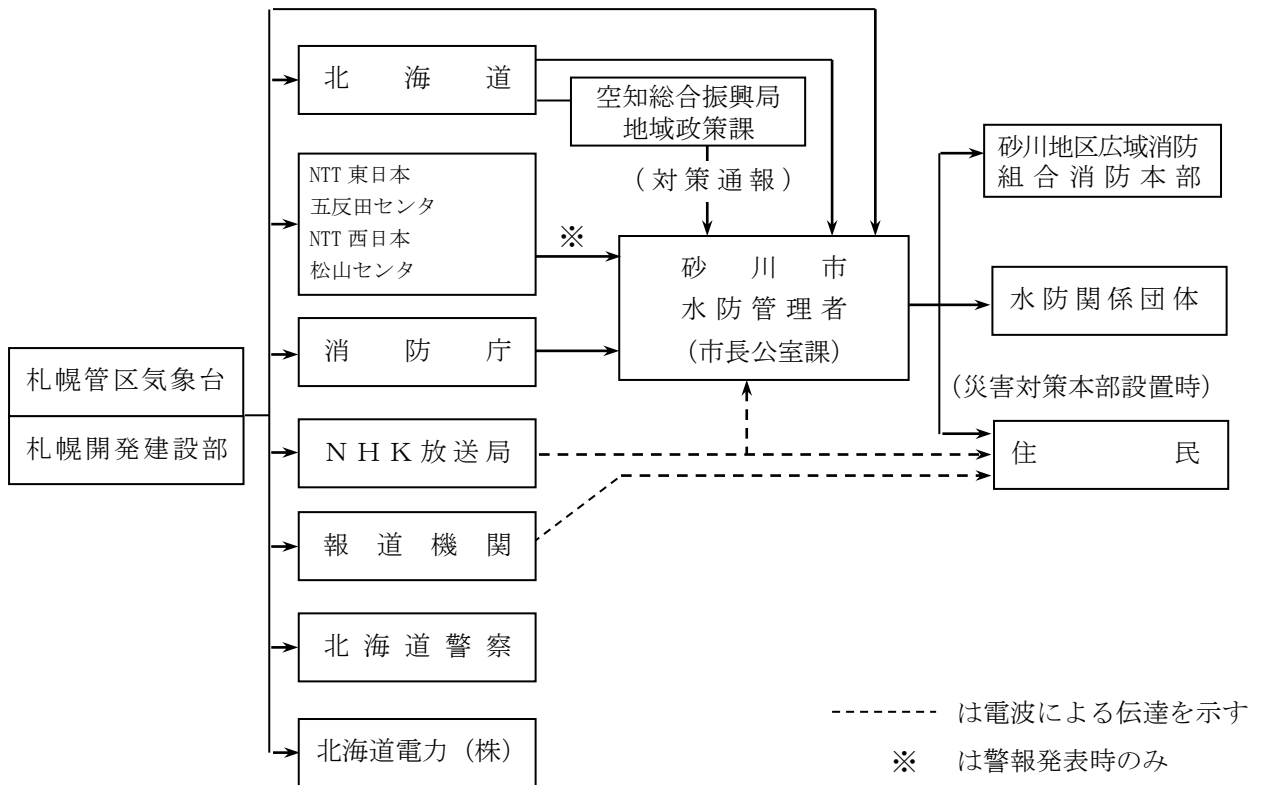 北海道
空知総合振興局
地域政策課
(対策通報)
NTT東日本
五反田センタ
NTT西日本
松山センタ
※
消防庁
札幌管区気象台
札幌開発建設部
NHK放送局
報道機関
北海道警察
北海道電力(株)
砂川市
水防管理者
(市長公室課)
砂川地区広域消防
組合消防本部
水防関係団体
(災害対策本部設置時)
住民
は電波による伝達を示す
※ は警報発表時のみ